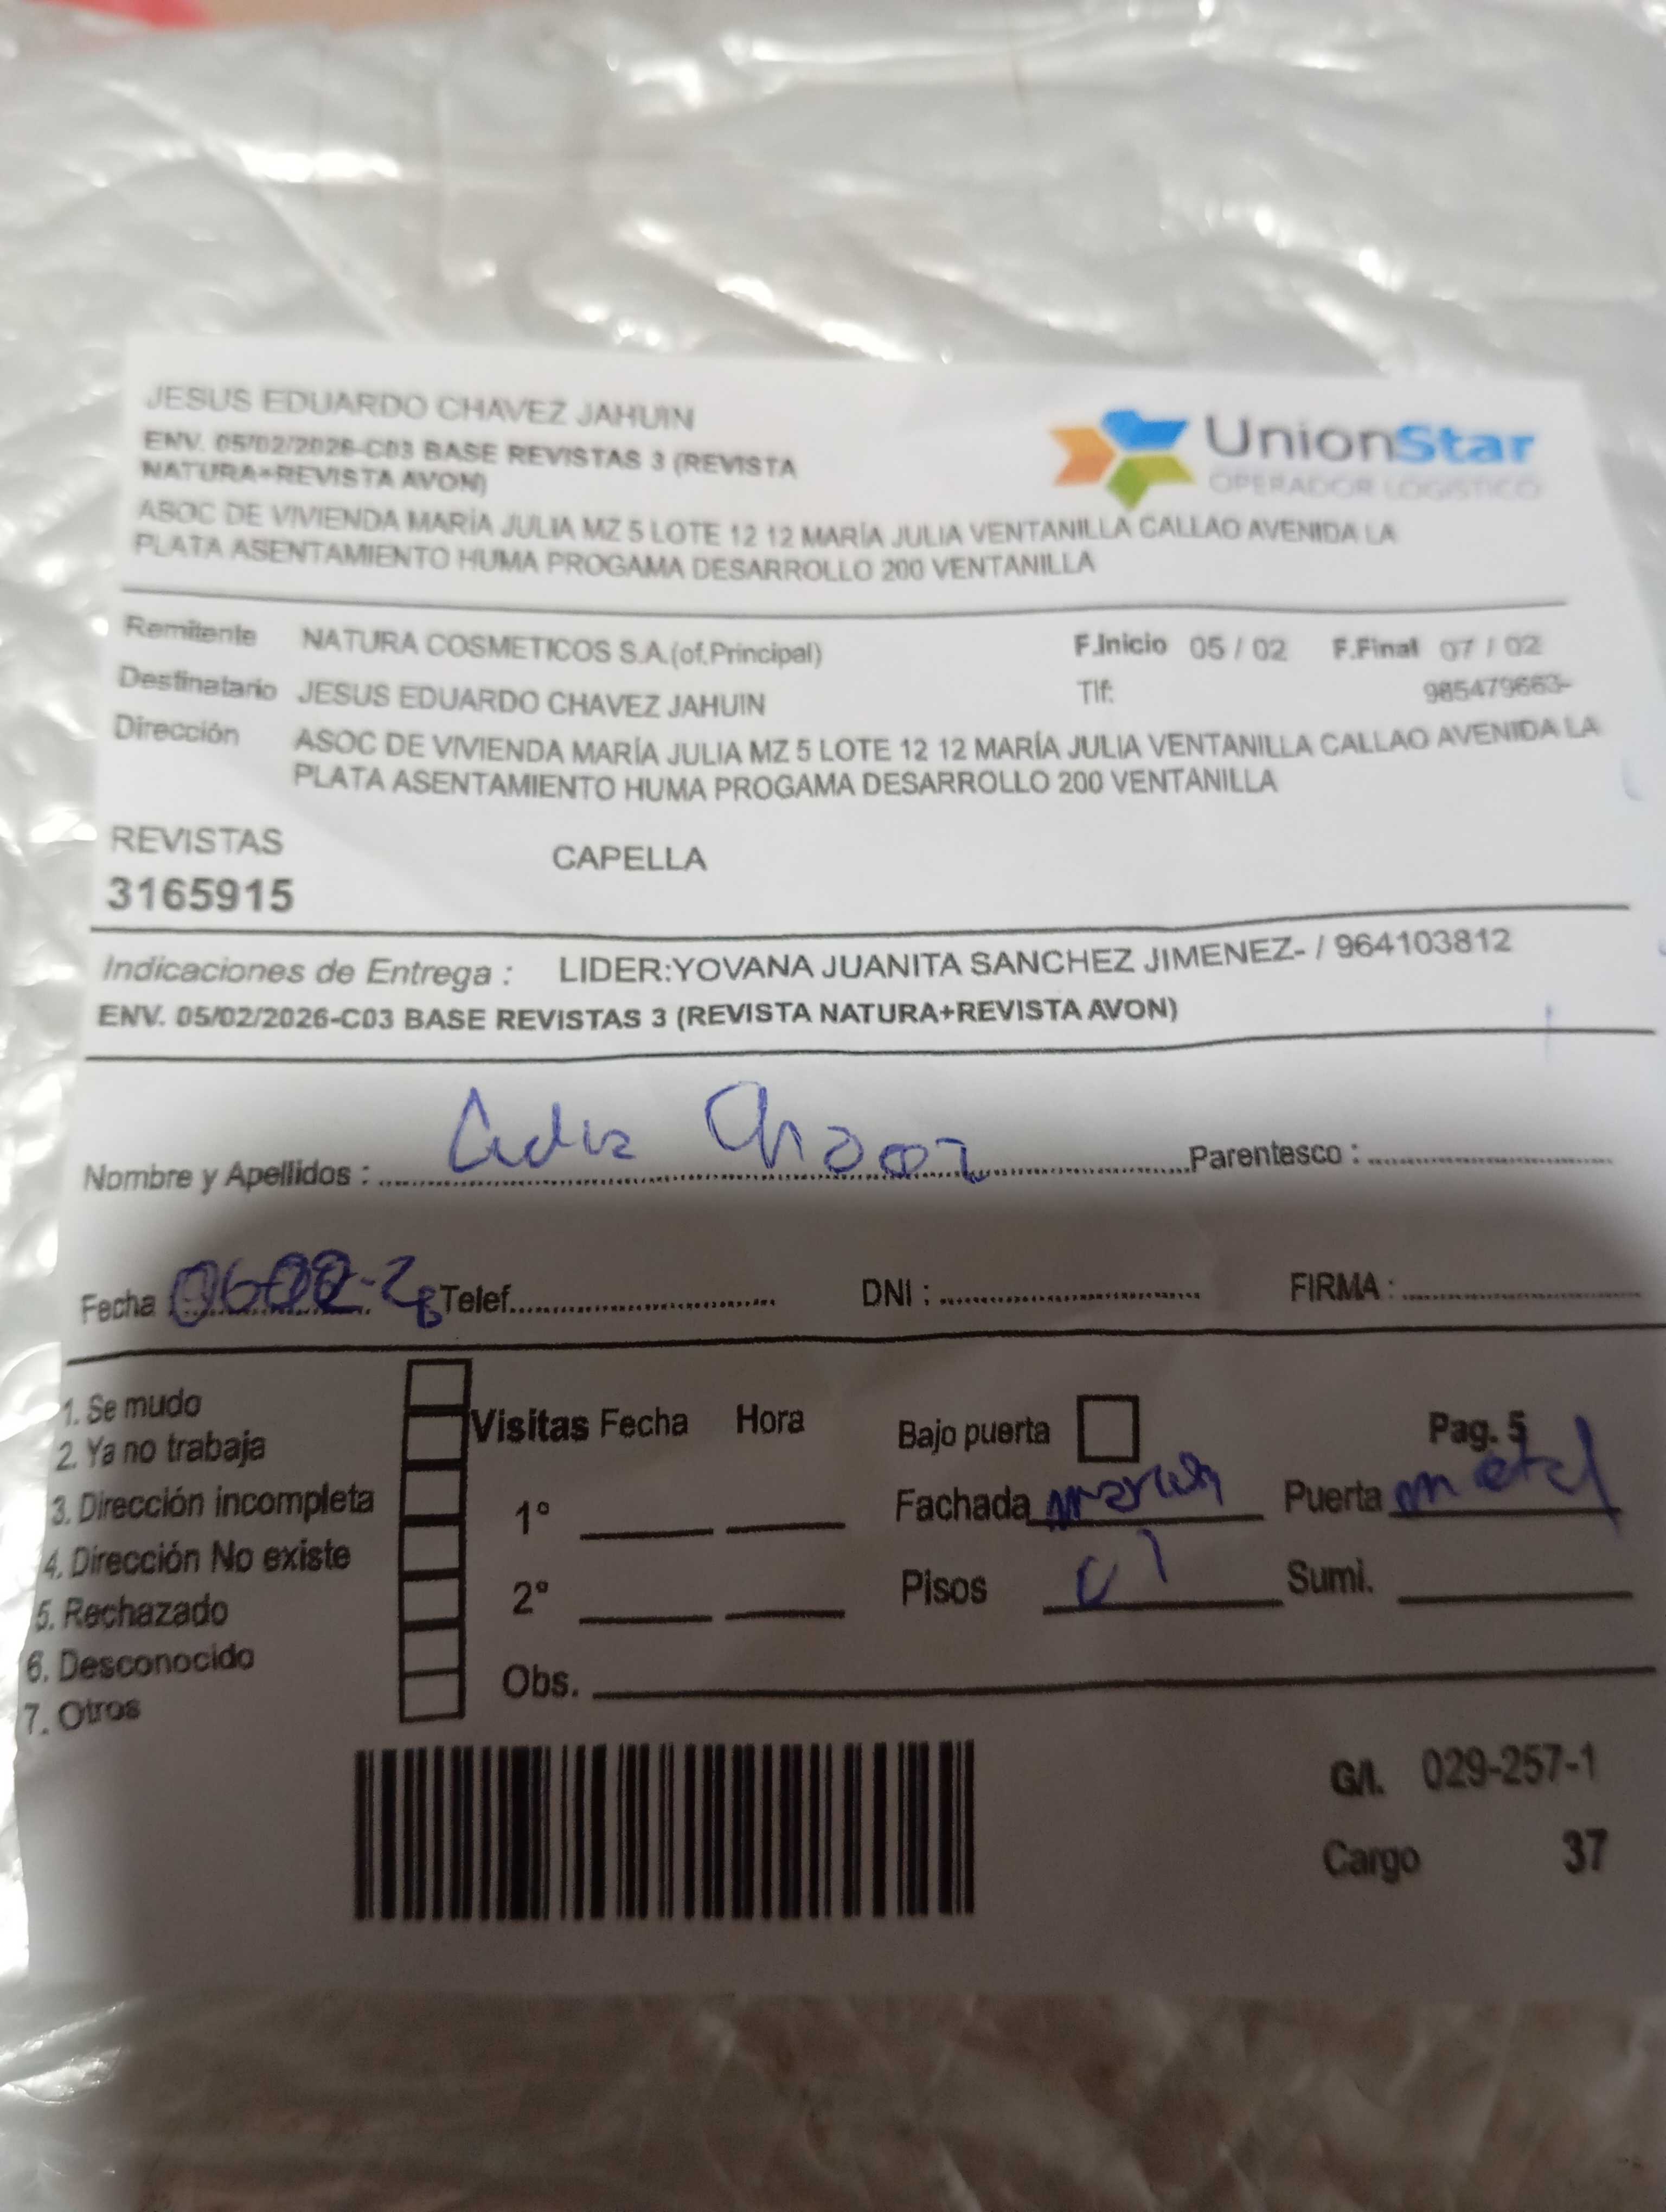 JESUS EDUARDO CHAVEZ JAHUIN
ENV. 05/02/2026-C03 BASE REVISTAS 3 (REVISTA
NATURA+REVISTA AVON)
UnionStar
OPERADOR LOGISTICO
ASOC DE VIVIENDA MARÍA JULIA MZ 5 LOTE 12 12 MARÍA JULIA VENTANILLA CALLAO AVENIDA LA
PLATA ASENTAMIENTO HUMA PROGAMA DESARROLLO 200 VENTANILLA
Remitente NATURA COSMETICOS S.A.(of.Principal) F.Inicio 05 / 02 F.Final 07 / 02
Destinatario JESUS EDUARDO CHAVEZ JAHUIN Tlf: 985479663-
Dirección ASOC DE VIVIENDA MARÍA JULIA MZ 5 LOTE 12 12 MARÍA JULIA VENTANILLA CALLAO AVENIDA LA
PLATA ASENTAMIENTO HUMA PROGAMA DESARROLLO 200 VENTANILLA
REVISTAS CAPELLA
3165915
Indicaciones de Entrega : LIDER:YOVANA JUANITA SANCHEZ JIMENEZ- / 964103812
ENV. 05/02/2026-C03 BASE REVISTAS 3 (REVISTA NATURA+REVISTA AVON)
Nombre y Apellidos : Parentesco :
Fecha Telef. DNI : FIRMA :
1. Se mudo
2. Ya no trabaja
3. Dirección incompleta
4. Dirección No existe
5. Rechazado
6. Desconocido
7. Otros
Visitas Fecha Hora
1°
2°
Obs.
Bajo puerta Pag. 5
Fachada Puerta metal
Pisos 01 Sumi.
G/I. 029-257-1
Cargo 37